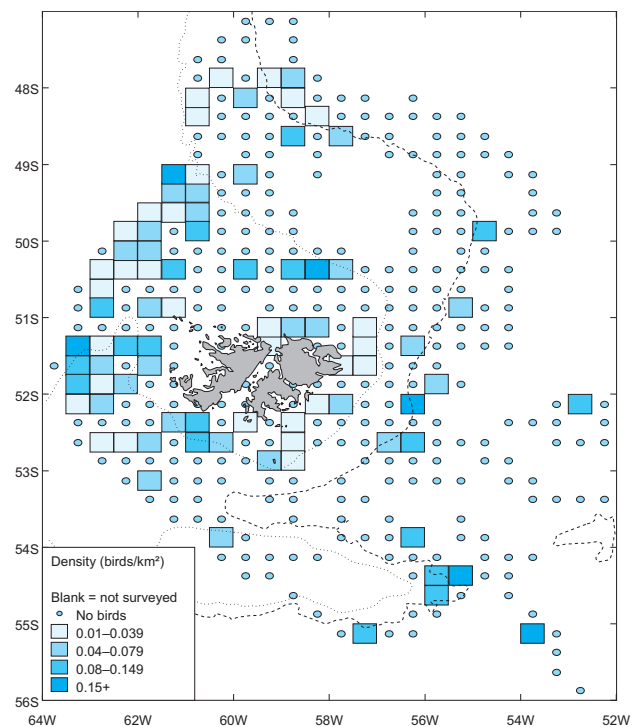 48S
49S
50S
51S
52S
53S
54S
55S
56S
Density (birds/km²)
Blank = not surveyed
No birds
0.01–0.039
0.04–0.079
0.08–0.149
0.15+
64W 62W 60W 58W 56W 54W 52W